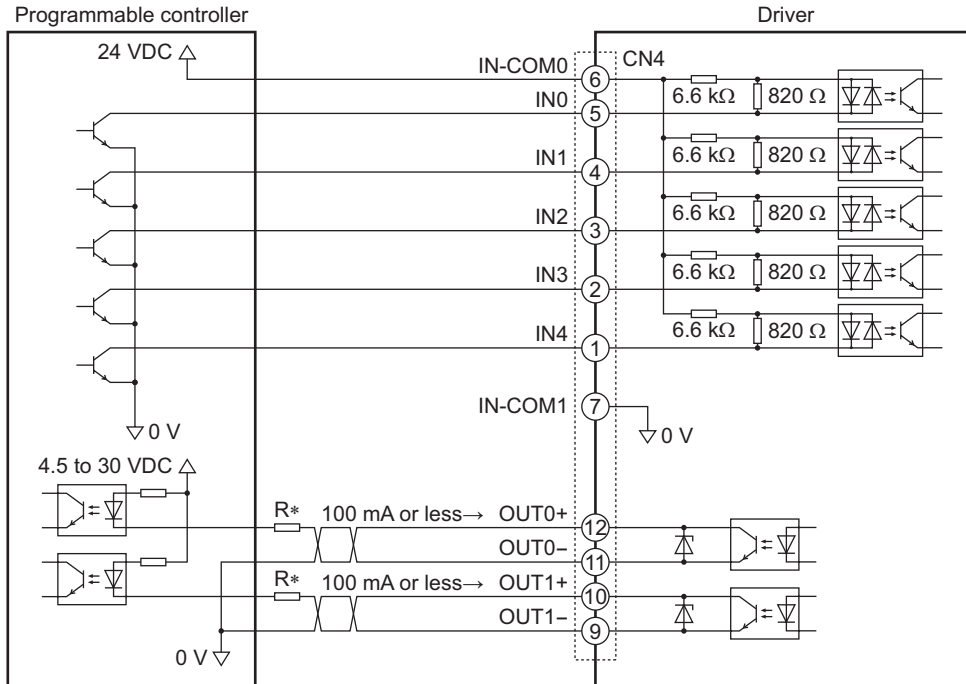 Programmable controller
Driver
24 VDC
IN-COM0
6
CN4
6.6 kΩ
820 Ω
IN0
5
IN1
4
6.6 kΩ
820 Ω
IN2
3
6.6 kΩ
820 Ω
IN3
2
6.6 kΩ
820 Ω
IN4
1
6.6 kΩ
820 Ω
IN-COM1
7
0 V
0 V
4.5 to 30 VDC
R*
100 mA or less→
OUT0+
12
OUT0−
11
R*
100 mA or less→
OUT1+
10
OUT1−
9
0 V